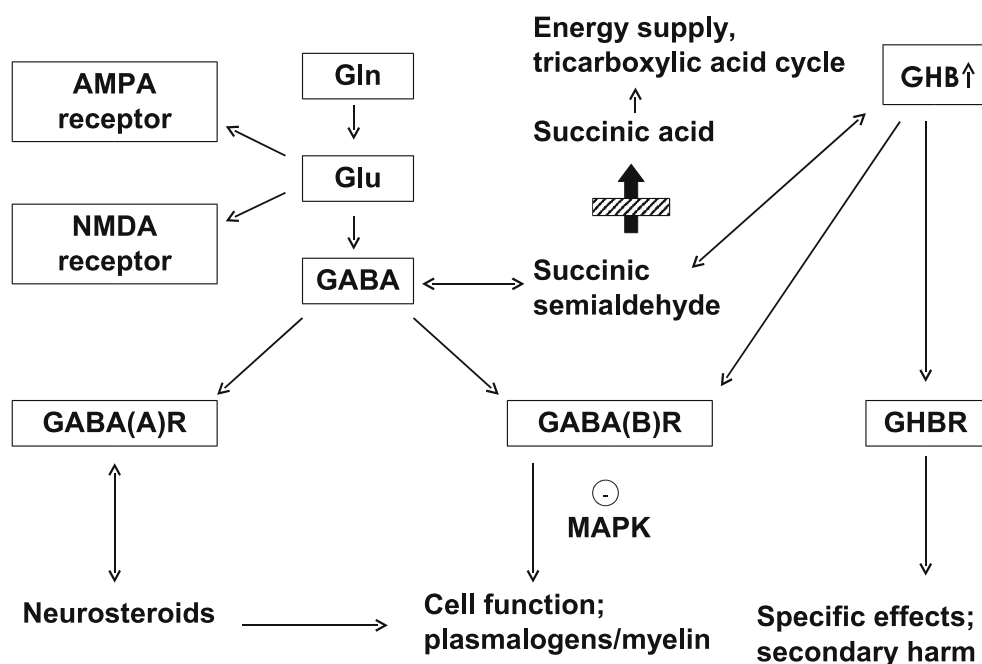 Energy supply,
tricarboxylic acid cycle
GHB↑
AMPA
receptor
Gln
Succinic acid
Glu
NMDA
receptor
GABA
Succinic
semialdehyde
GABA(A)R
GABA(B)R
GHBR
-
MAPK
Neurosteroids
Cell function;
plasmalogens/myelin
Specific effects;
secondary harm